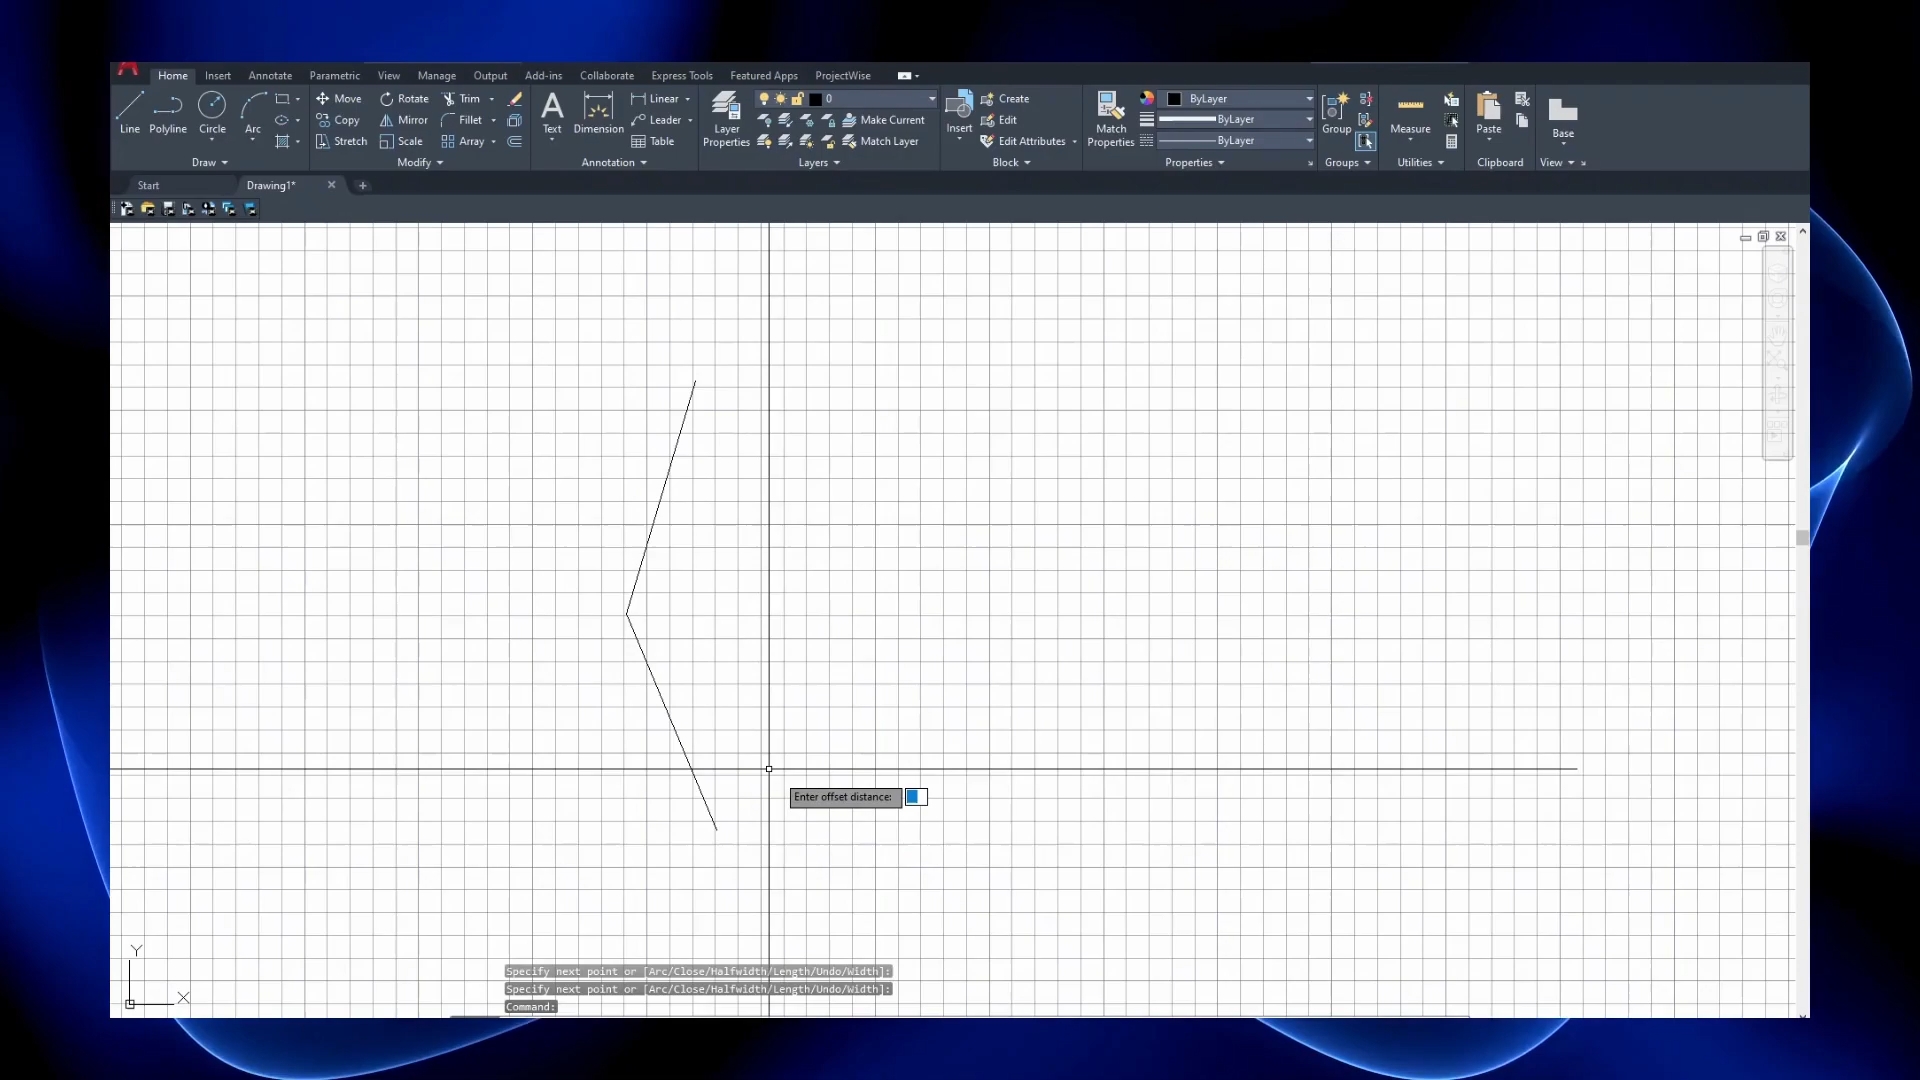 Home Insert Annotate Parametric View Manage Output Add-ins Collaborate Express Tools Featured Apps ProjectWise
Line Polyline Circle Arc
Move Rotate Trim
Copy Mirror Fillet
Stretch Scale Array
Text Dimension
Linear
Leader
Table
Layer
Properties
0
Make Current
Match Layer
Insert
Create
Edit
Edit Attributes
Match
Properties
ByLayer
ByLayer
ByLayer
Group
Measure
Paste
Base
Draw Modify Annotation Layers Block Properties Groups Utilities Clipboard View
Start Drawing1*
Enter offset distance:
Specify next point or [Arc/Close/Halfwidth/Length/Undo/Width]:
Specify next point or [Arc/Close/Halfwidth/Length/Undo/Width]:
Command:
Y
X